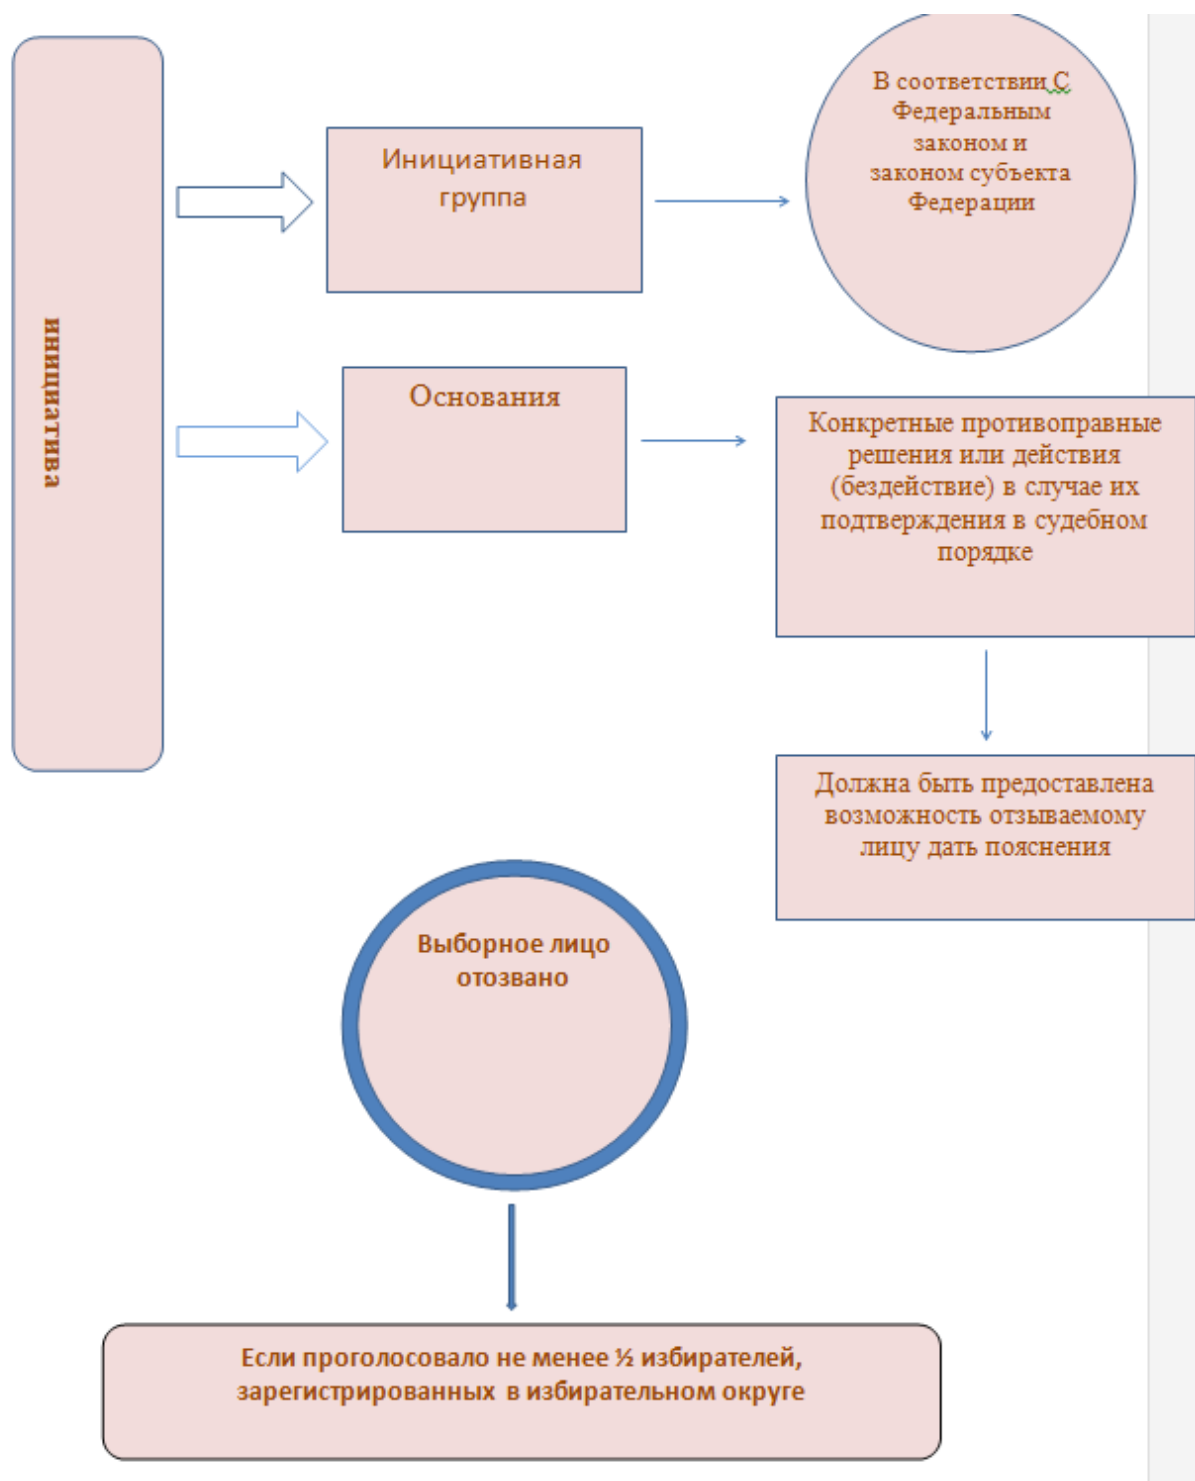 инициатива
Инициативная
группа
В соответствии С
Федеральным
законом и
законом субъекта
Федерации
Основания
Конкретные противоправные
решения или действия
(бездействие) в случае их
подтверждения в судебном
порядке
Должна быть предоставлена
возможность отзываемому
лицу дать пояснения
Выборное лицо
отозвано
Если проголосовало не менее ½ избирателей,
зарегистрированных в избирательном округе